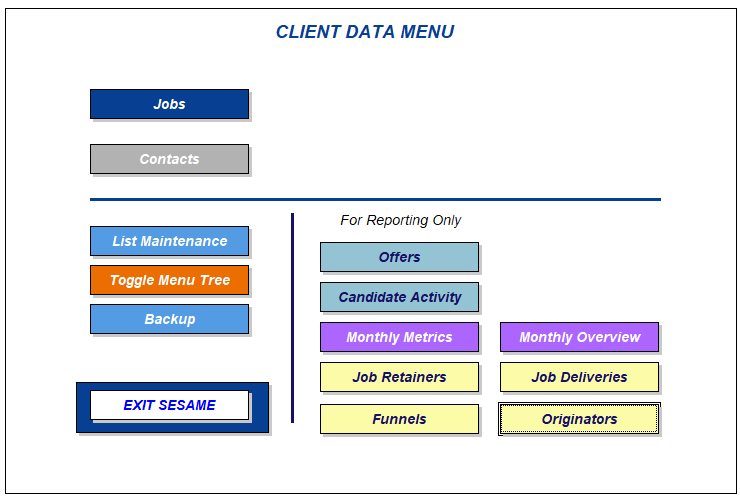 CLIENT DATA MENU
Jobs
Contacts
For Reporting Only
List Maintenance
Offers
Toggle Menu Tree
Candidate Activity
Backup
Monthly Metrics
Monthly Overview
Job Retainers
Job Deliveries
EXIT SESAME
Funnels
Originators